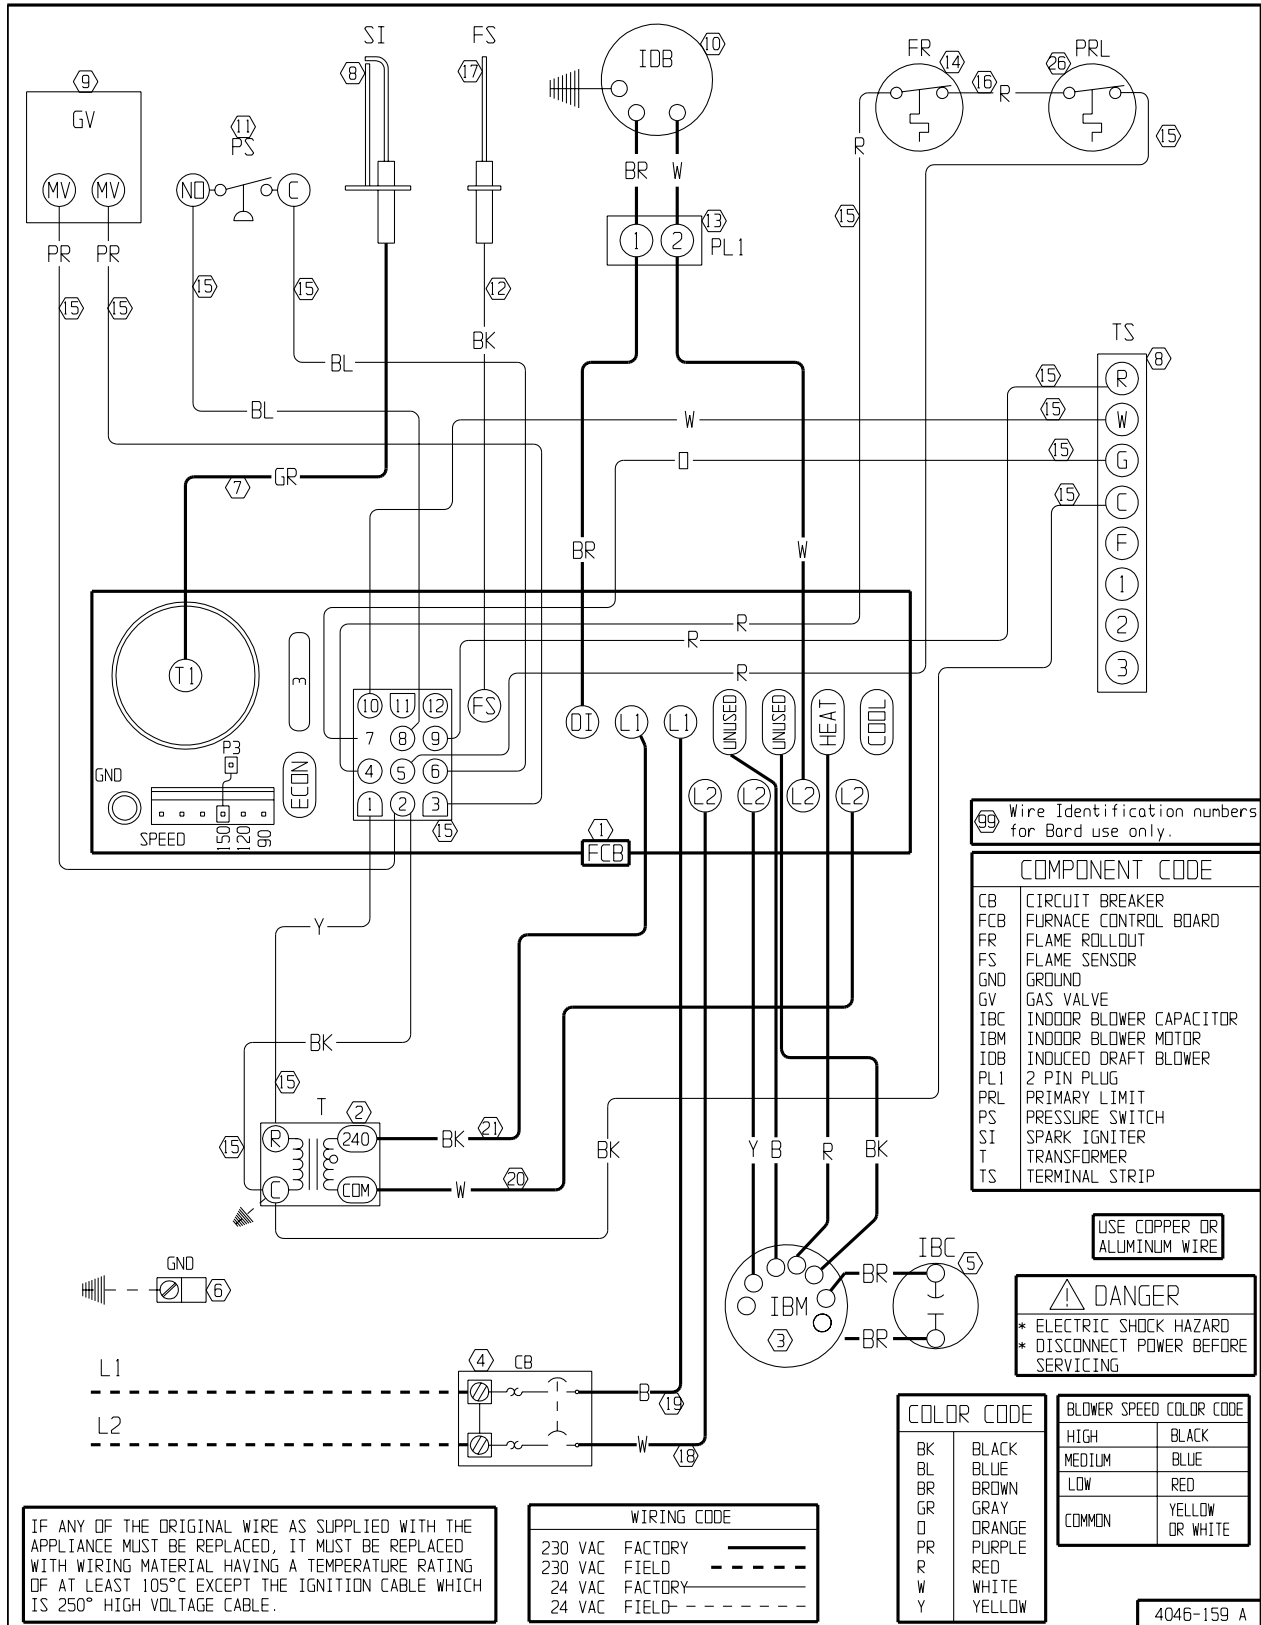 SI
FS
IDB
10
FR
PRL
9
8
17
14
16
R
26
GV
11
PS
15
MV
MV
NO
C
BR
W
R
13
15
1
2
PL1
PR
PR
15
15
15
15
12
BK
TS
8
BL
15
R
BL
15
W
W
15
G
O
GR
7
15
C
BR
W
F
1
2
3
R
R
R
T1
3
10
11
12
FS
DI
L1
L1
UNUSED
UNUSED
HEAT
COOL
7
8
9
P3
GND
ECON
4
5
6
L2
L2
L2
L2
1
2
3
SPEED
150
120
90
15
1
FCB
99
Wire Identification numbers
for Bard use only.
COMPONENT CODE
CB CIRCUIT BREAKER
FCB FURNACE CONTROL BOARD
FR FLAME ROLLOUT
FS FLAME SENSOR
GND GROUND
GV GAS VALVE
IBC INDOOR BLOWER CAPACITOR
IBM INDOOR BLOWER MOTOR
IDB INDUCED DRAFT BLOWER
PL1 2 PIN PLUG
PRL PRIMARY LIMIT
PS PRESSURE SWITCH
SI SPARK IGNITER
T TRANSFORMER
TS TERMINAL STRIP
Y
BK
15
T
2
R
240
BK
21
15
C
COM
W
20
BK
Y
B
R
BK
USE COPPER OR
ALUMINUM WIRE
GND
6
IBC
5
BR
IBM
3
BR
DANGER
* ELECTRIC SHOCK HAZARD
* DISCONNECT POWER BEFORE
SERVICING
L1
4
CB
B
19
L2
W
18
COLOR CODE
BK BLACK
BL BLUE
BR BROWN
GR GRAY
O ORANGE
PR PURPLE
R RED
W WHITE
Y YELLOW
BLOWER SPEED COLOR CODE
HIGH BLACK
MEDIUM BLUE
LOW RED
COMMON YELLOW
OR WHITE
IF ANY OF THE ORIGINAL WIRE AS SUPPLIED WITH THE
APPLIANCE MUST BE REPLACED, IT MUST BE REPLACED
WITH WIRING MATERIAL HAVING A TEMPERATURE RATING
OF AT LEAST 105°C EXCEPT THE IGNITION CABLE WHICH
IS 250° HIGH VOLTAGE CABLE.
WIRING CODE
230 VAC FACTORY
230 VAC FIELD
24 VAC FACTORY
24 VAC FIELD
4046-159 A